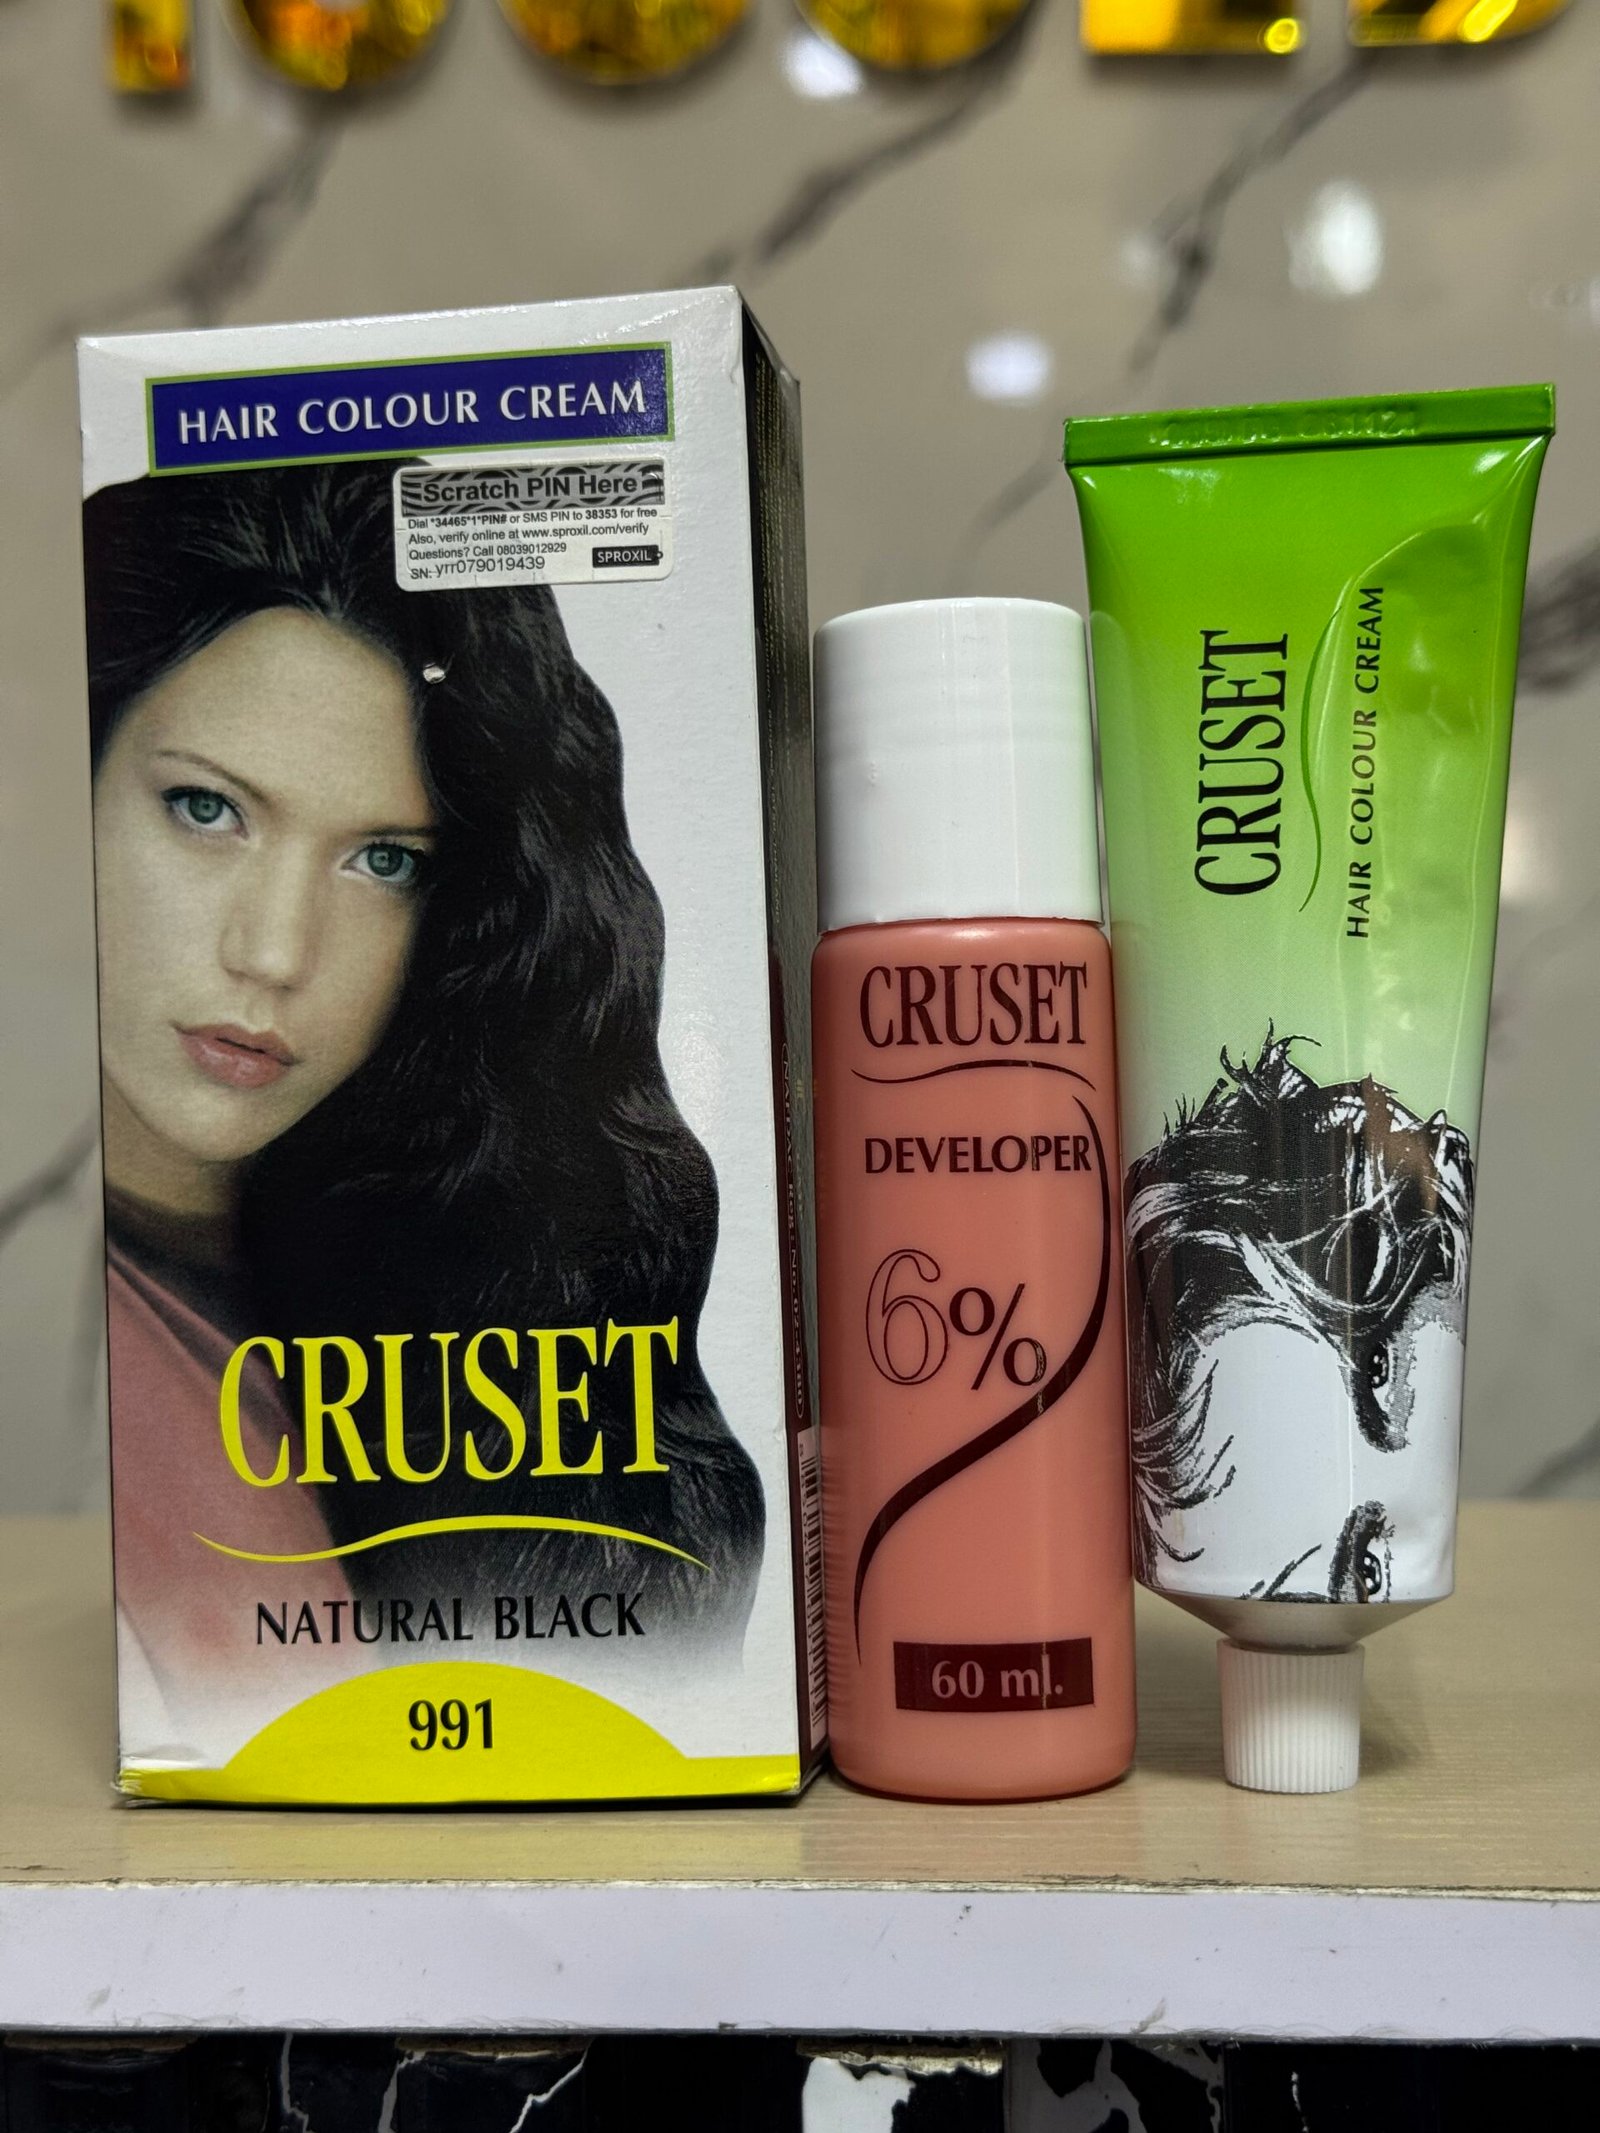 HAIR COLOUR CREAM
Scratch PIN Here
Dial *34465*1*PIN# or SMS PIN to 38353 for free
Also, verify online at www.sproxil.com/verify
Questions? Call 08039012929
SN: yrr079019439
SPROXIL
CRUSET
NATURAL BLACK
991
CRUSET
DEVELOPER
6%
60 ml.
CRUSET
HAIR COLOUR CREAM